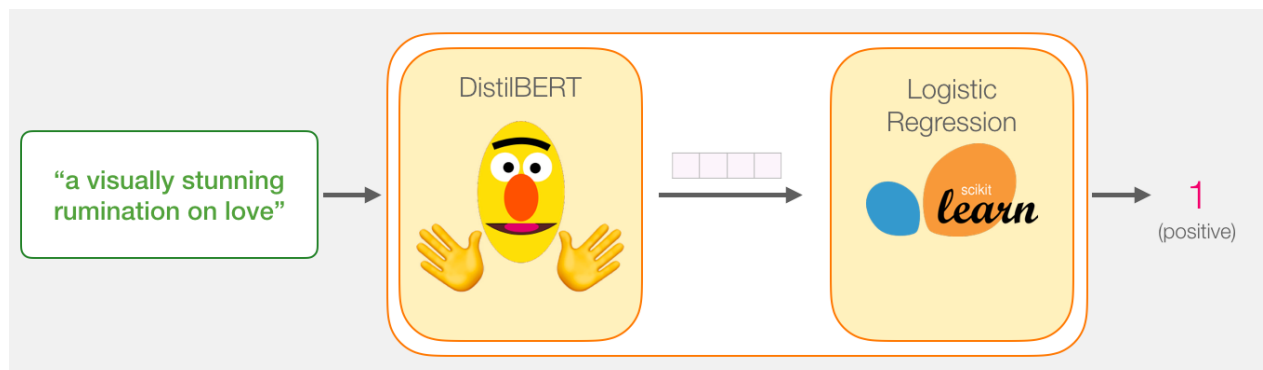 DistilBERT
Logistic
Regression
“a visually stunning
rumination on love”
scikit
learn
1
(positive)